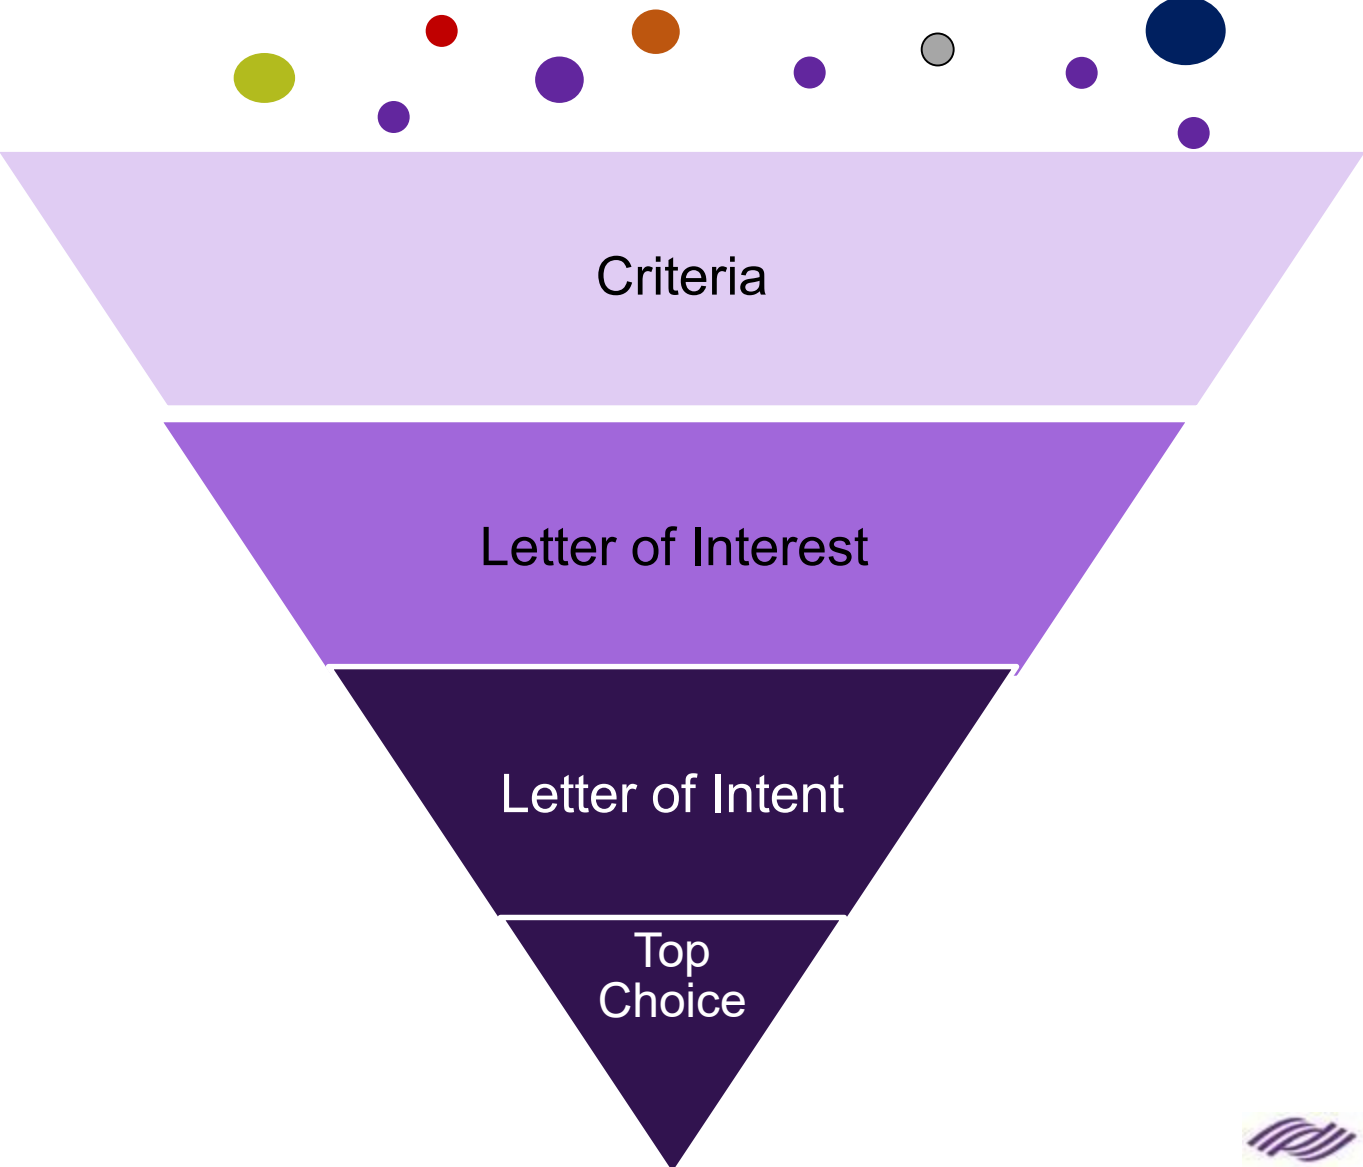 Criteria
Letter of Interest
Letter of Intent
Top
Choice